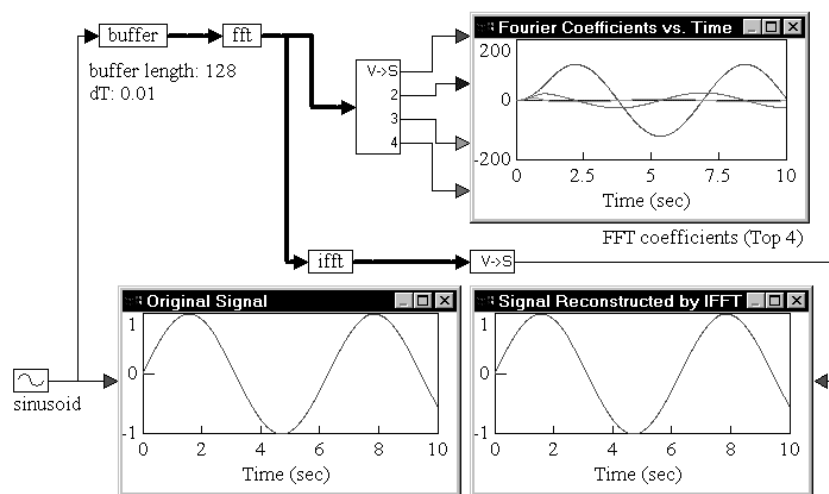 buffer
fft
buffer length: 128
dT: 0.01
V->S
2
3
4
Fourier Coefficients vs. Time
200
0
-200
0 2.5 5 7.5 10
Time (sec)
FFT coefficients (Top 4)
ifft
V->S
Original Signal
1
0
-1
0 2 4 6 8 10
Time (sec)
Signal Reconstructed by IFFT
1
0
-1
0 2 4 6 8 10
Time (sec)
sinusoid